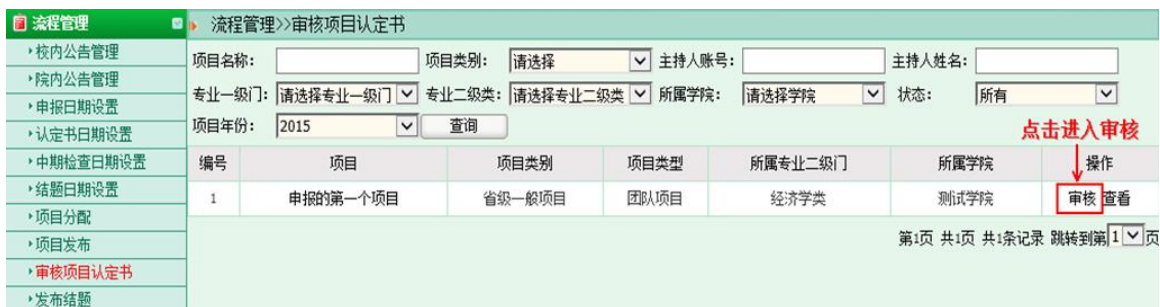 流程管理
流程管理>>审核项目认定书
校内公告管理
院内公告管理
申报日期设置
认定书日期设置
中期检查日期设置
结题日期设置
项目分配
项目发布
审核项目认定书
发布结题
项目名称： 项目类别： 请选择 主持人账号： 主持人姓名：
专业一级门： 请选择专业一级门 专业二级类： 请选择专业二级类 所属学院： 请选择学院 状态： 所有
项目年份： 2015 查询
点击进入审核
编号 项目 项目类别 项目类型 所属专业二级门 所属学院 操作
1 申报的第一个项目 省级一般项目 团队项目 经济学类 测试学院 审核 查看
第1页 共1页 共1条记录 跳转到第 1 页